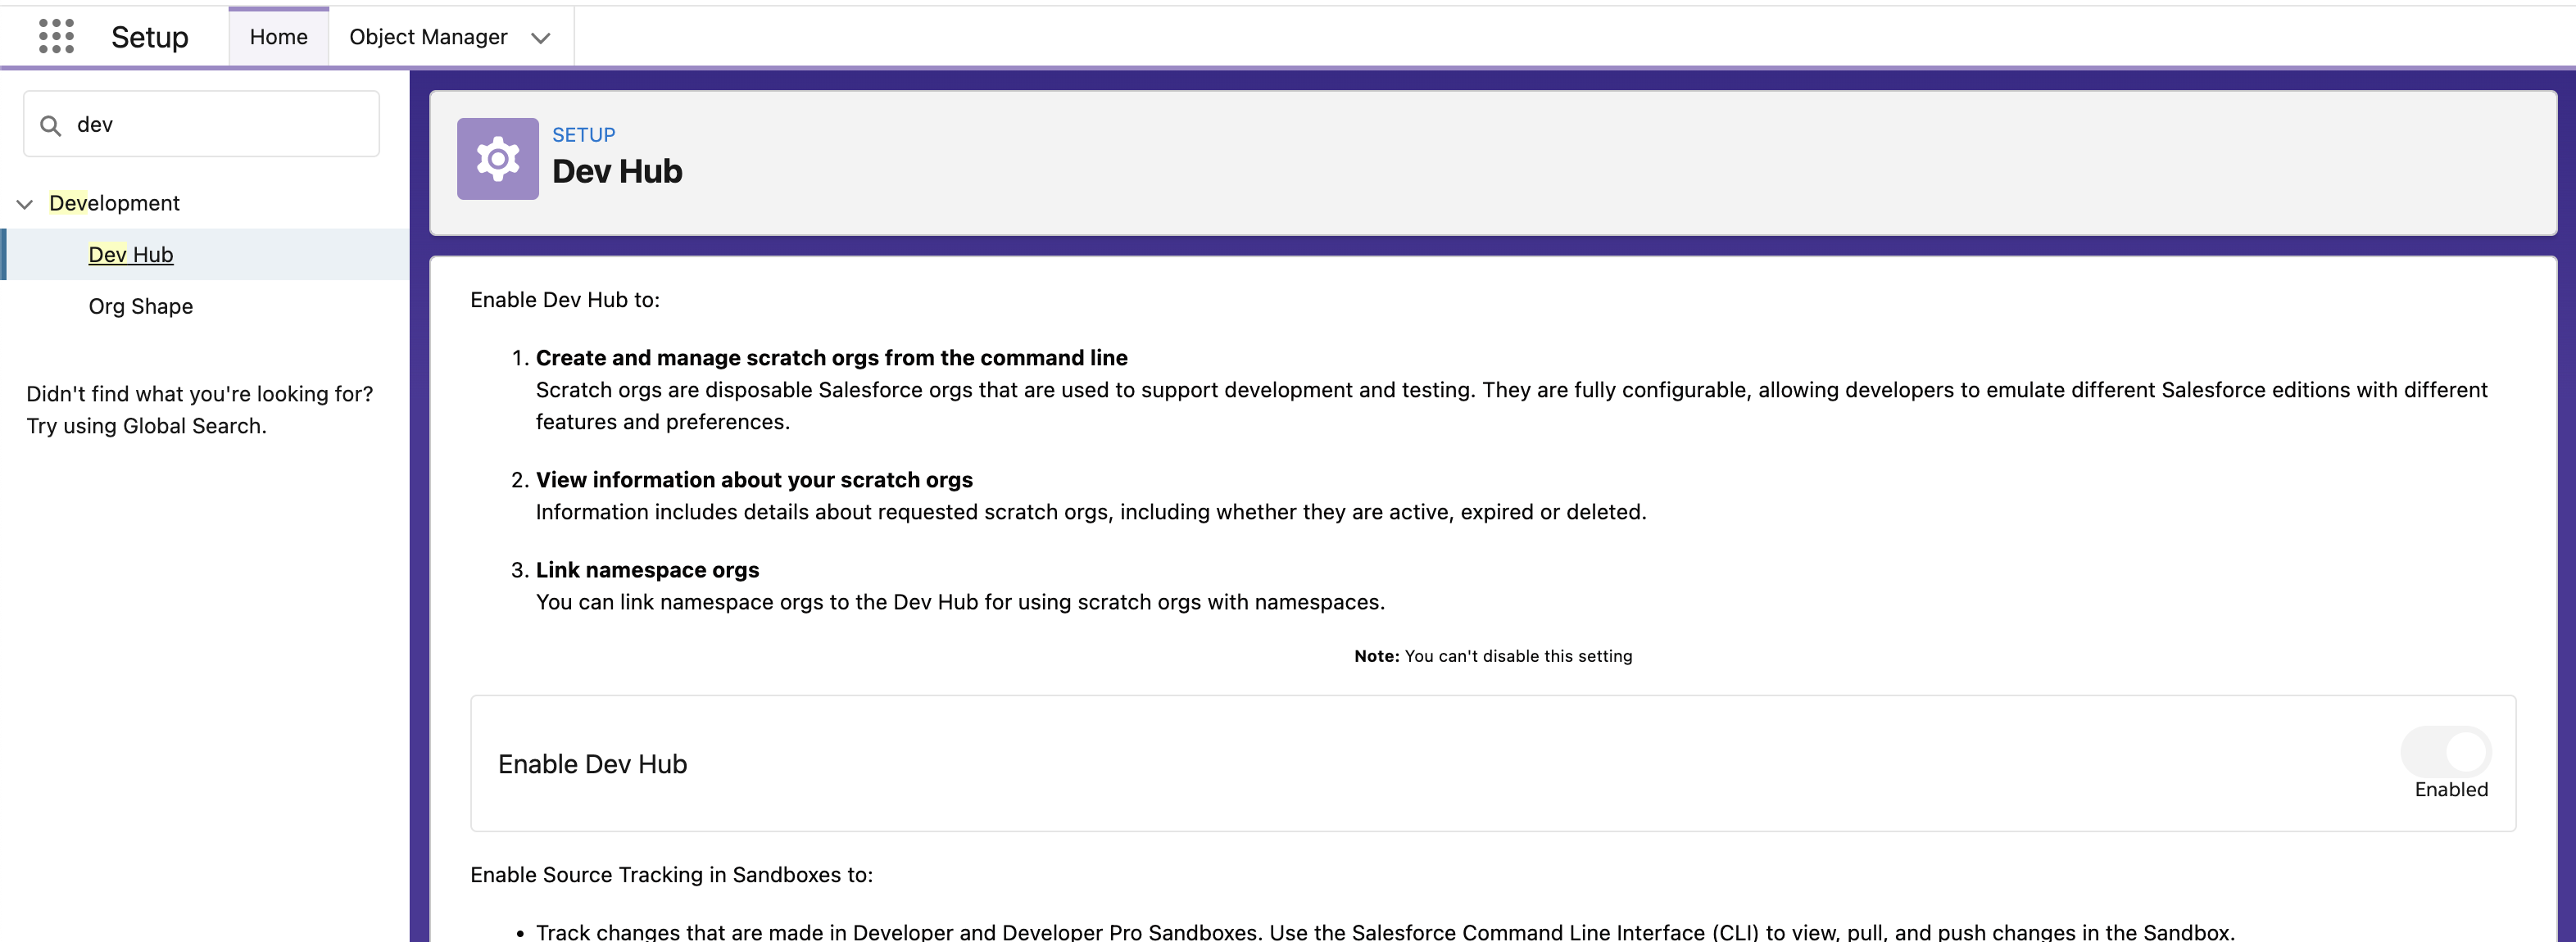 Setup
Home
Object Manager
dev
Development
Dev Hub
Org Shape
Didn't find what you're looking for?
Try using Global Search.
SETUP
Dev Hub
Enable Dev Hub to:
1. Create and manage scratch orgs from the command line
Scratch orgs are disposable Salesforce orgs that are used to support development and testing. They are fully configurable, allowing developers to emulate different Salesforce editions with different
features and preferences.
2. View information about your scratch orgs
Information includes details about requested scratch orgs, including whether they are active, expired or deleted.
3. Link namespace orgs
You can link namespace orgs to the Dev Hub for using scratch orgs with namespaces.
Note: You can't disable this setting
Enable Dev Hub
Enabled
Enable Source Tracking in Sandboxes to:
• Track changes that are made in Developer and Developer Pro Sandboxes. Use the Salesforce Command Line Interface (CLI) to view, pull, and push changes in the Sandbox.